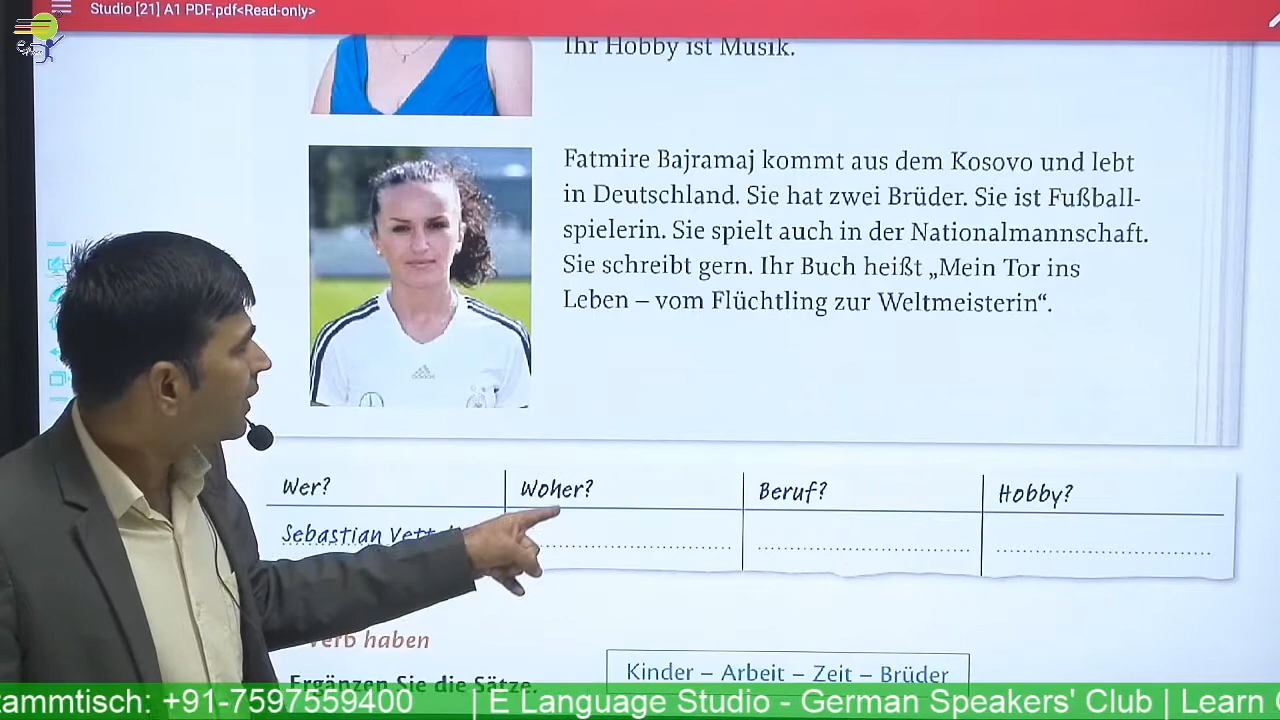 Studio [21] A1 PDF.pdf<Read-only>
Ihr Hobby ist Musik.
Fatmire Bajramaj kommt aus dem Kosovo und lebt
in Deutschland. Sie hat zwei Brüder. Sie ist Fußball-
spielerin. Sie spielt auch in der Nationalmannschaft.
Sie schreibt gern. Ihr Buch heißt „Mein Tor ins
Leben – vom Flüchtling zur Weltmeisterin“.
Wer? Woher? Beruf? Hobby?
Sebastian
verb haben
Ergänzen Sie die Sätze.
Kinder – Arbeit – Zeit – Brüder
tammtisch: +91-7597559400 | E Language Studio - German Speakers' Club | Learn